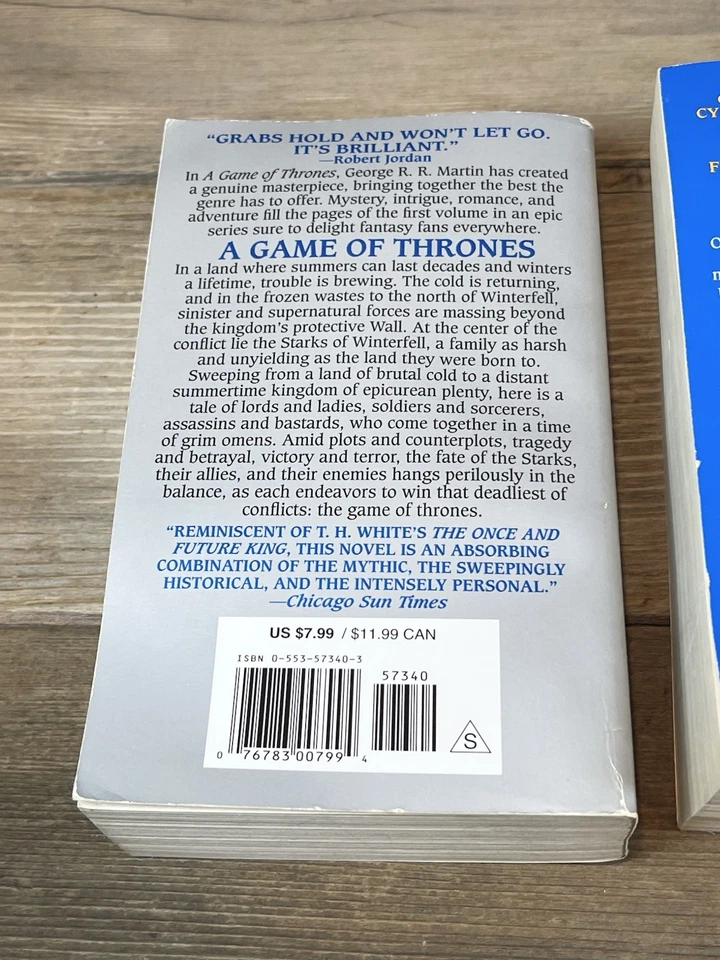 "GRABS HOLD AND WON'T LET GO.
IT'S BRILLIANT."
—Robert Jordan
In A Game of Thrones, George R. R. Martin has created
a genuine masterpiece, bringing together the best the
genre has to offer. Mystery, intrigue, romance, and
adventure fill the pages of the first volume in an epic
series sure to delight fantasy fans everywhere.
A GAME OF THRONES
In a land where summers can last decades and winters
a lifetime, trouble is brewing. The cold is returning,
and in the frozen wastes to the north of Winterfell,
sinister and supernatural forces are massing beyond
the kingdom's protective Wall. At the center of the
conflict lie the Starks of Winterfell, a family as harsh
and unyielding as the land they were born to.
Sweeping from a land of brutal cold to a distant
summertime kingdom of epicurean plenty, here is a
tale of lords and ladies, soldiers and sorcerers,
assassins and bastards, who come together in a time
of grim omens. Amid plots and counterplots, tragedy
and betrayal, victory and terror, the fate of the Starks,
their allies, and their enemies hangs perilously in the
balance, as each endeavors to win that deadliest of
conflicts: the game of thrones.
"REMINISCENT OF T. H. WHITE'S THE ONCE AND
FUTURE KING, THIS NOVEL IS AN ABSORBING
COMBINATION OF THE MYTHIC, THE SWEEPINGLY
HISTORICAL, AND THE INTENSELY PERSONAL."
—Chicago Sun Times
US $7.99 / $11.99 CAN
ISBN 0-553-57340-3
57340
0 76783 00799 4
S
CY
F